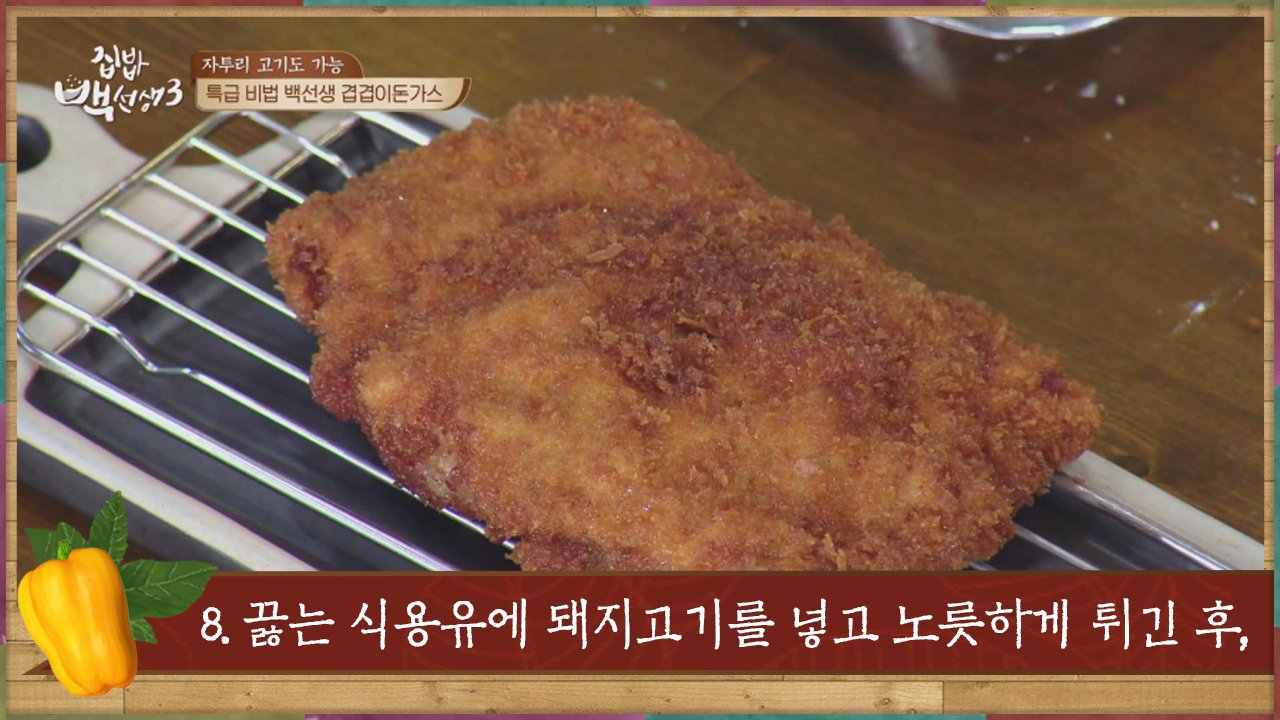 집밥
백선생3
자투리 고기도 가능
특급 비법 백선생 겹겹이돈가스
8. 끓는 식용유에 돼지고기를 넣고 노릇하게 튀긴 후,